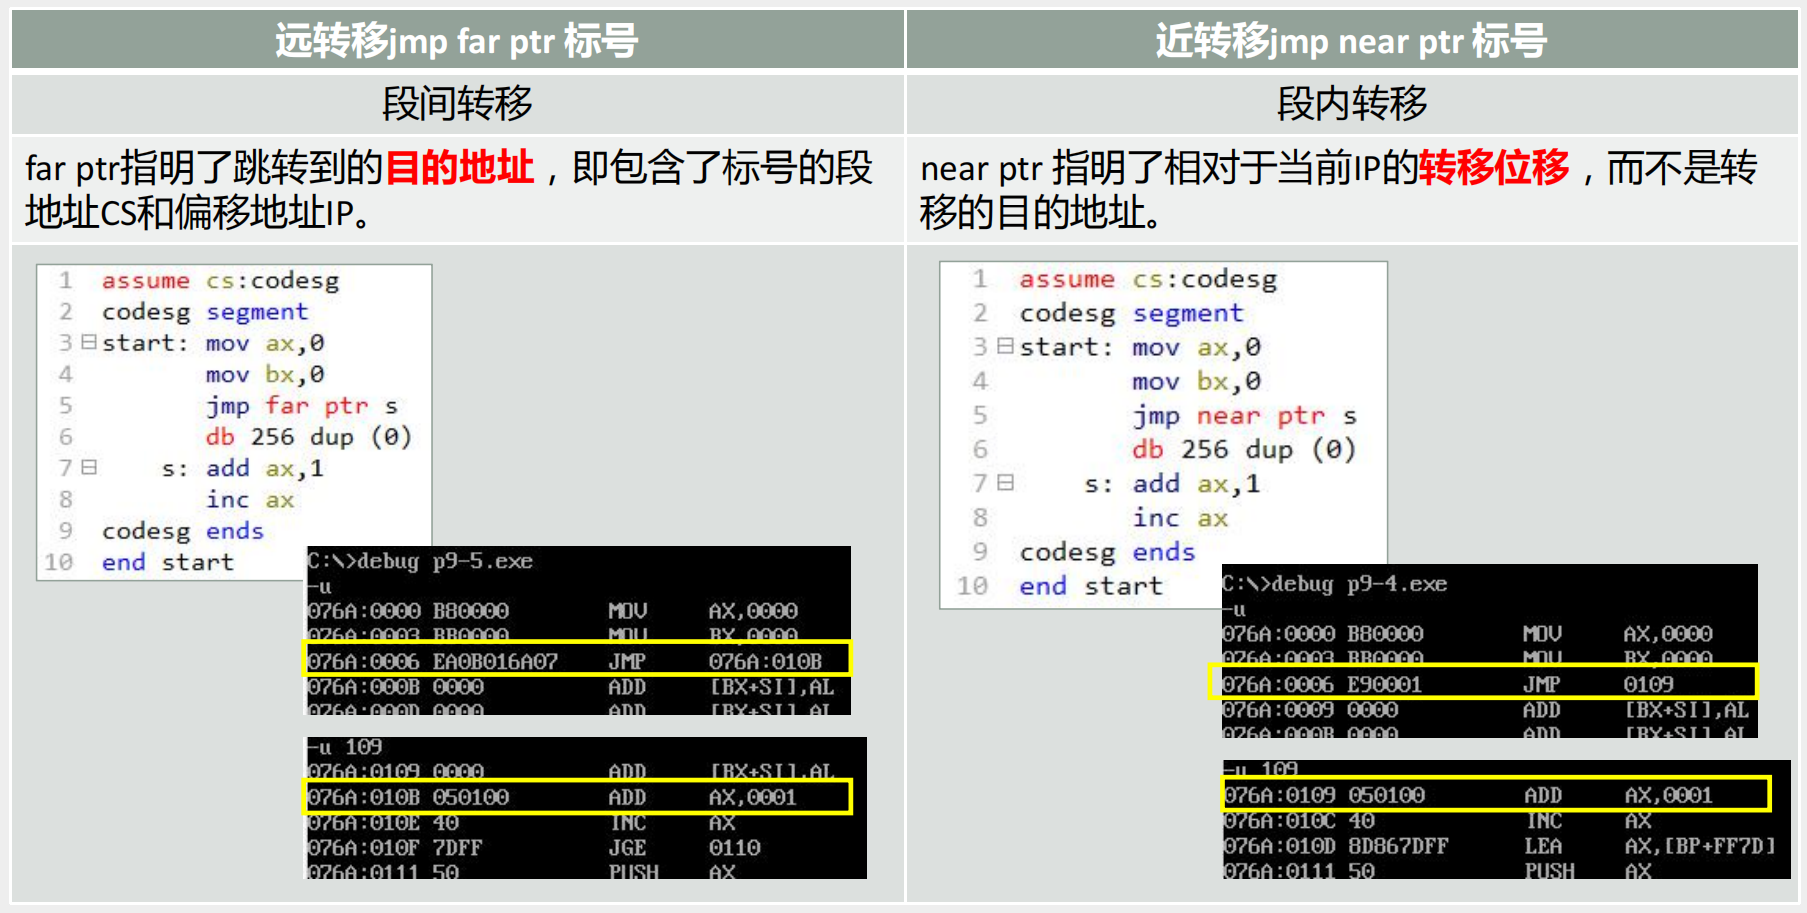 远转移jmp far ptr 标号
段间转移
far ptr指明了跳转到的目的地址，即包含了标号的段
地址CS和偏移地址IP。
1 assume cs:codesg
2 codesg segment
3 start: mov ax,0
4 mov bx,0
5 jmp far ptr s
6 db 256 dup (0)
7 s: add ax,1
8 inc ax
9 codesg ends
10 end start
C:\>debug p9-5.exe
-u
076A:0000 B80000 MOV AX,0000
076A:0003 BB0000 MOV BX,0000
076A:0006 EA0B016A07 JMP 076A:010B
076A:000B 0000 ADD [BX+SI],AL
076A:000D 0000 ADD [BX+SI],AL
-u 109
076A:0109 0000 ADD [BX+SI],AL
076A:010B 050100 ADD AX,0001
076A:010E 40 INC AX
076A:010F 7DFF JGE 0110
076A:0111 50 PUSH AX
近转移jmp near ptr 标号
段内转移
near ptr 指明了相对于当前IP的转移位移，而不是转
移的目的地址。
1 assume cs:codesg
2 codesg segment
3 start: mov ax,0
4 mov bx,0
5 jmp near ptr s
6 db 256 dup (0)
7 s: add ax,1
8 inc ax
9 codesg ends
10 end start
C:\>debug p9-4.exe
-u
076A:0000 B80000 MOV AX,0000
076A:0003 BB0000 MOV BX,0000
076A:0006 E90001 JMP 0109
076A:0009 0000 ADD [BX+SI],AL
076A:000B 0000 ADD [BX+SI],AL
-u 109
076A:0109 050100 ADD AX,0001
076A:010C 40 INC AX
076A:010D 8D867DFF LEA AX,[BP+FF7D]
076A:0111 50 PUSH AX